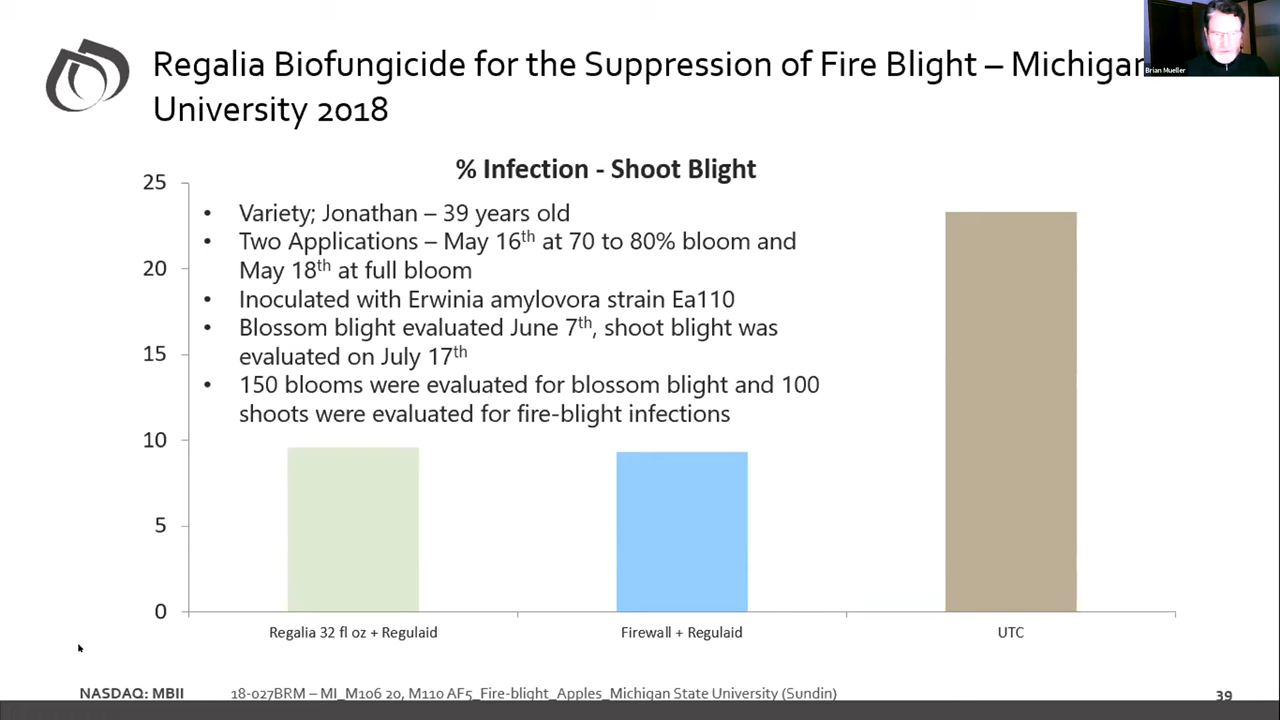 Regalia Biofungicide for the Suppression of Fire Blight – Michigan
University 2018
Brian Mueller
% Infection - Shoot Blight
25
20
15
10
5
0
• Variety; Jonathan – 39 years old
• Two Applications – May 16th at 70 to 80% bloom and
May 18th at full bloom
• Inoculated with Erwinia amylovora strain Ea110
• Blossom blight evaluated June 7th, shoot blight was
evaluated on July 17th
• 150 blooms were evaluated for blossom blight and 100
shoots were evaluated for fire-blight infections
Regalia 32 fl oz + Regulaid
Firewall + Regulaid
UTC
NASDAQ: MBII
18-027BRM – MI_M106 20, M110 AF5_Fire-blight_Apples_Michigan State University (Sundin)
39